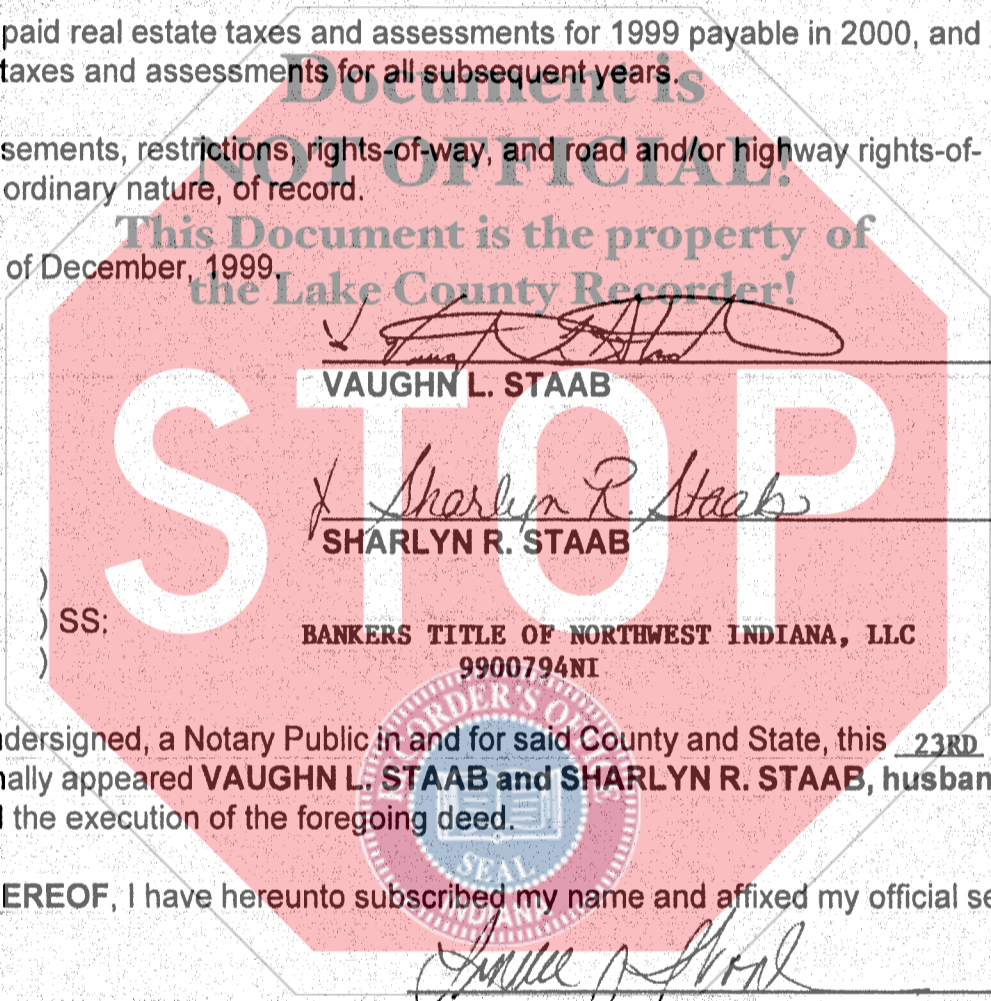 paid real estate taxes and assessments for 1999 payable in 2000, and
taxes and assessments for all subsequent years.
Document is
sements, restrictions, rights-of-way, and road and/or highway rights-of-
NOT OFFICIAL!
ordinary nature, of record.
This Document is the property of
of December, 1999.
the Lake County Recorder!
VAUGHN L. STAAB
Sharlyn R. Staab
SHARLYN R. STAAB
STOP
)
) SS:
)
BANKERS TITLE OF NORTHWEST INDIANA, LLC
9900794NI
dersigned, a Notary Public in and for said County and State, this 23RD
nally appeared VAUGHN L. STAAB and SHARLYN R. STAAB, husban
the execution of the foregoing deed.
RECORDER'S OFFICE
SEAL
INDIANA
EREOF, I have hereunto subscribed my name and affixed my official se